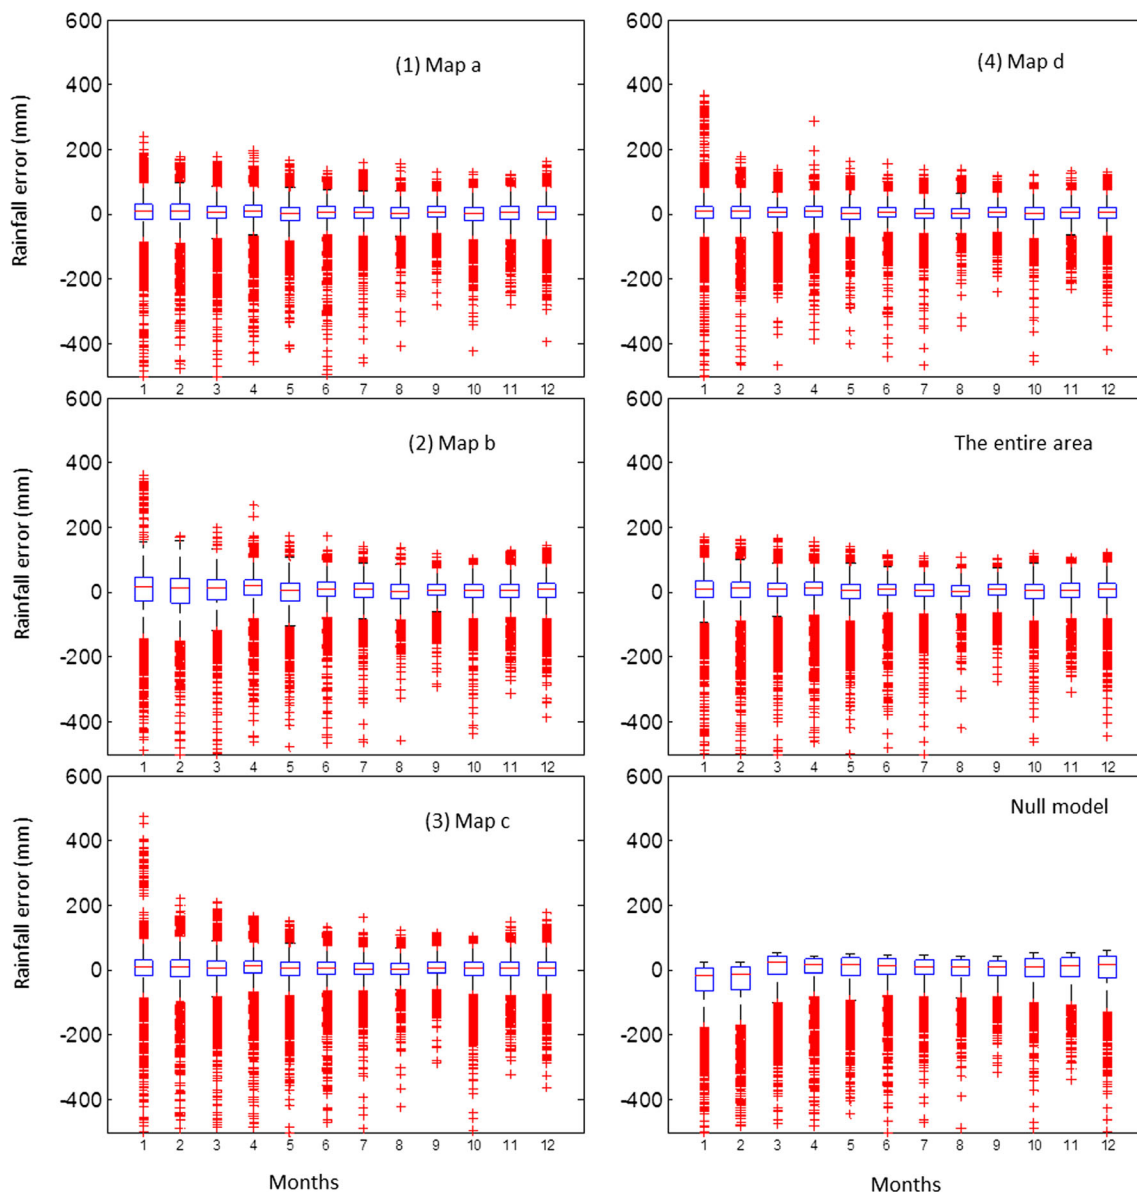 600
400
200
0
-200
-400
Rainfall error (mm)
(1) Map a
1 2 3 4 5 6 7 8 9 10 11 12
600
400
200
0
-200
-400
(4) Map d
1 2 3 4 5 6 7 8 9 10 11 12
600
400
200
0
-200
-400
Rainfall error (mm)
(2) Map b
1 2 3 4 5 6 7 8 9 10 11 12
600
400
200
0
-200
-400
The entire area
1 2 3 4 5 6 7 8 9 10 11 12
600
400
200
0
-200
-400
Rainfall error (mm)
(3) Map c
1 2 3 4 5 6 7 8 9 10 11 12
Months
600
400
200
0
-200
-400
Null model
1 2 3 4 5 6 7 8 9 10 11 12
Months